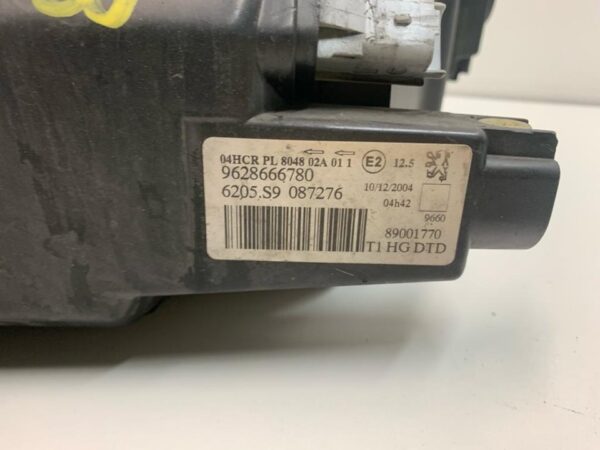 04HCR PL 8048 02A 01 1 E2 12.5
9628666780
6205.S9 087276 10/12/2004
04h42
9660
89001770
T1 HG DTD